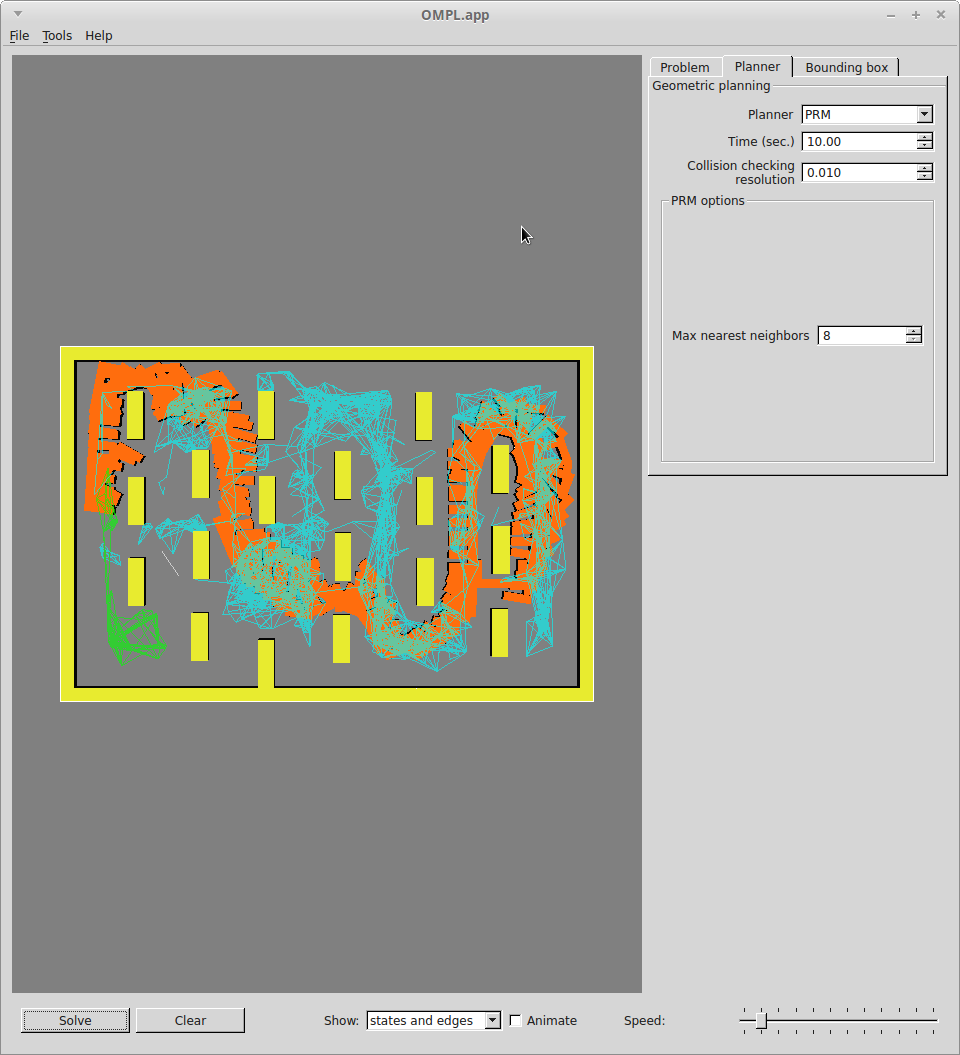 OMPL.app
File Tools Help
Problem Planner Bounding box
Geometric planning
Planner PRM
Time (sec.) 10.00
Collision checking
resolution 0.010
PRM options
Max nearest neighbors 8
Solve Clear Show: states and edges Animate Speed: